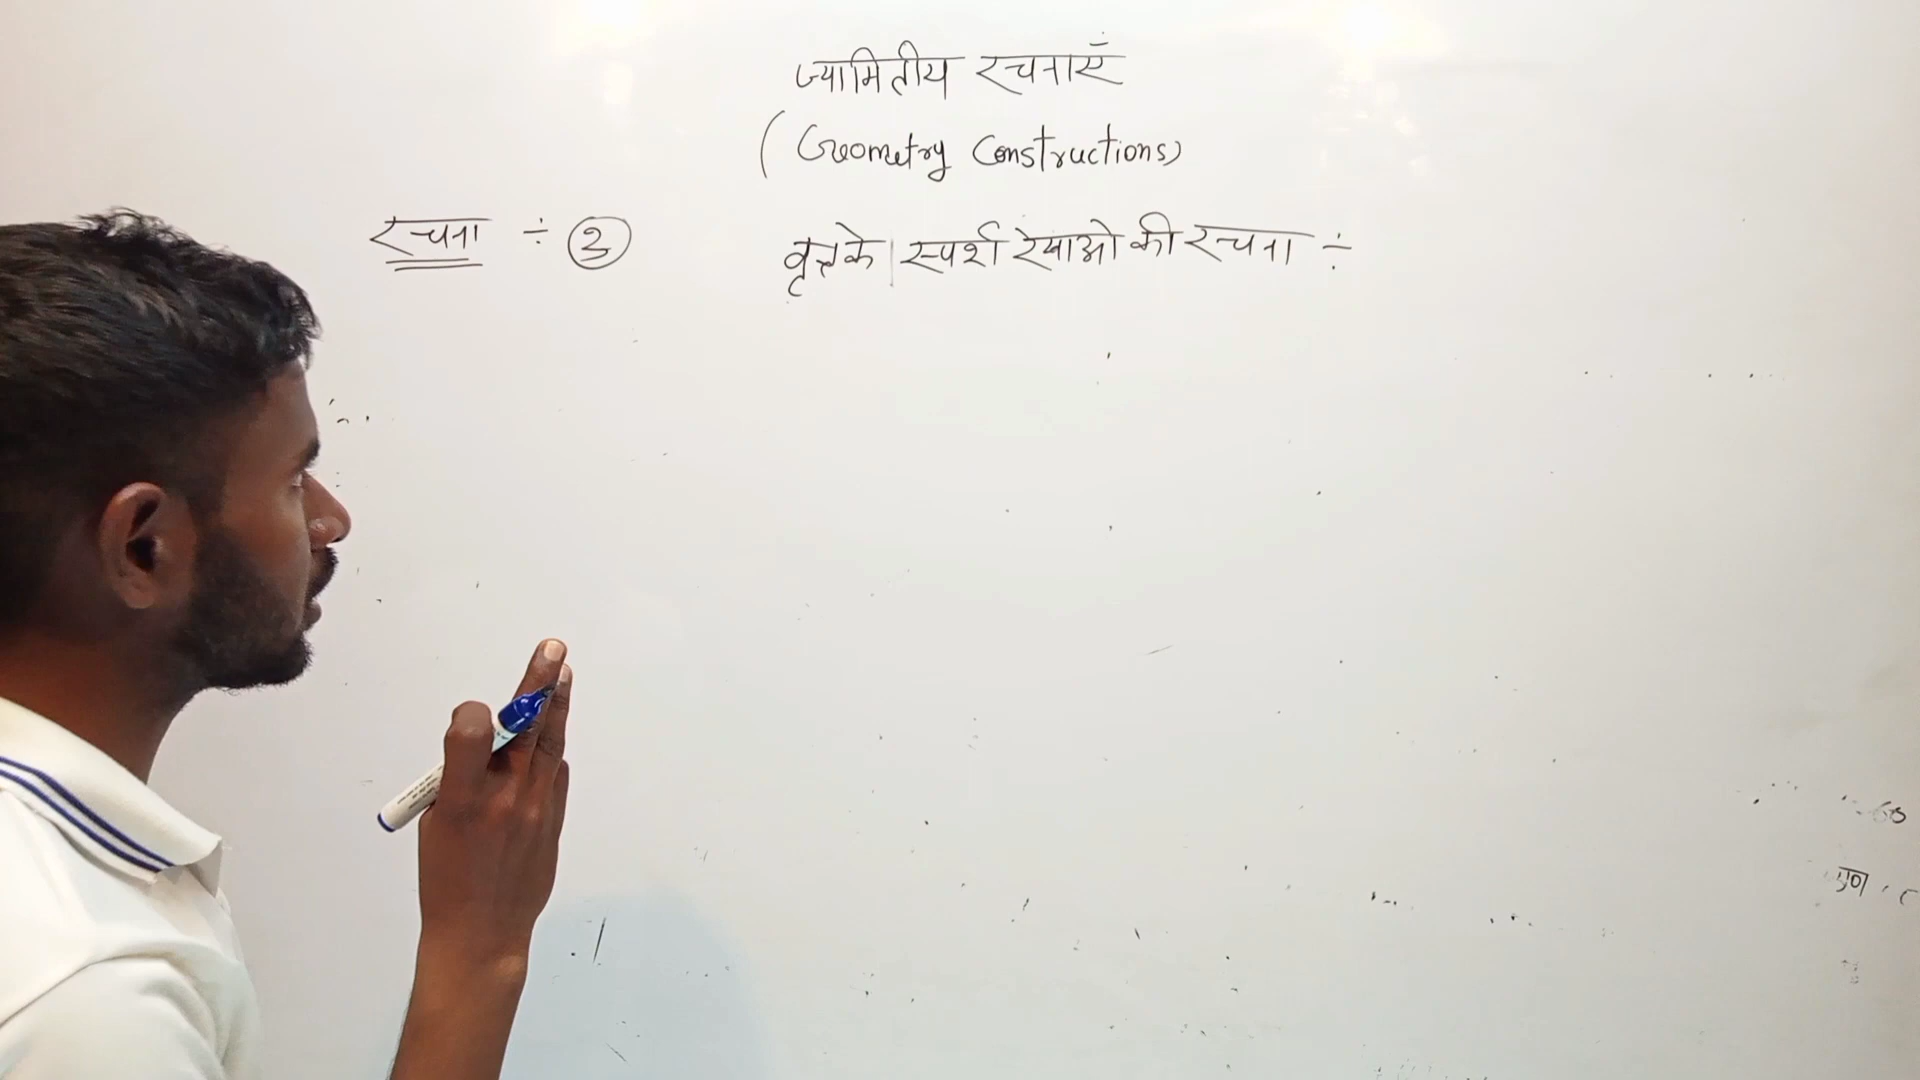 ज्यामितीय रचनाएँ
(Geometry Constructions)
रचना ÷ ③ वृत्त के स्पर्श रेखाओ की रचना ÷